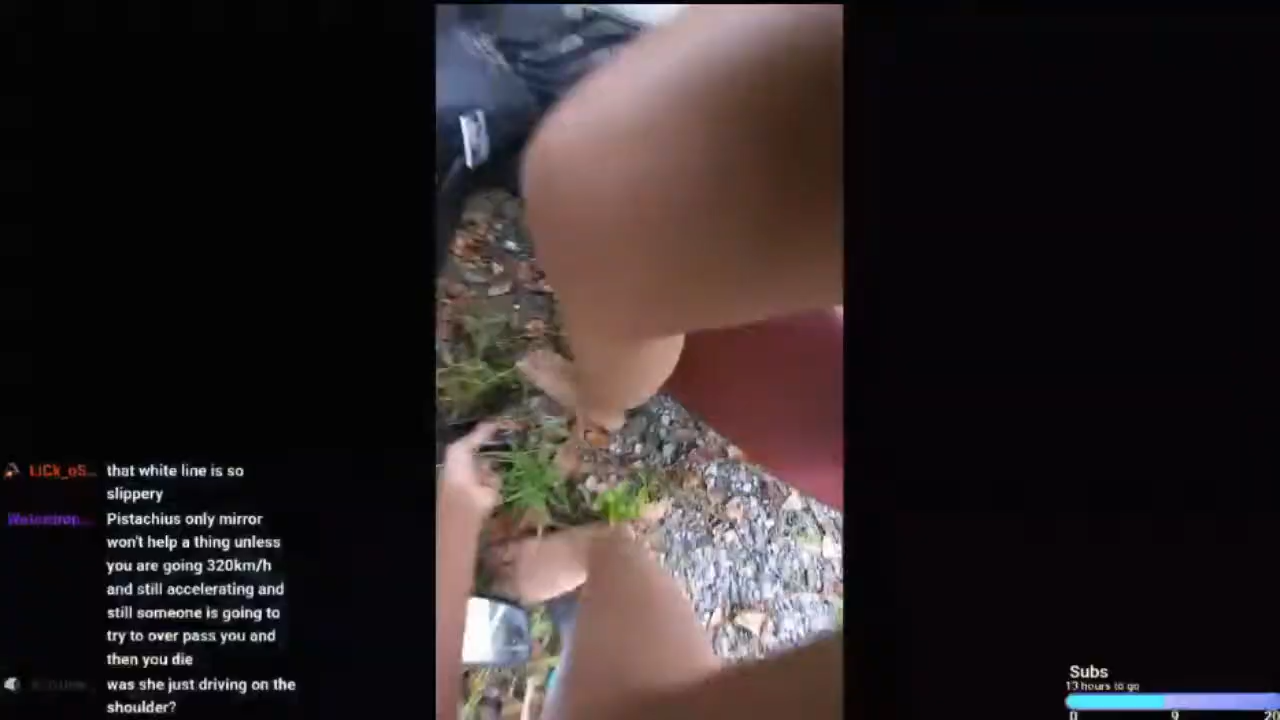 LiCk_oS... that white line is so
slippery
Pistachius only mirror
won't help a thing unless
you are going 320km/h
and still accelerating and
still someone is going to
try to over pass you and
then you die
was she just driving on the
shoulder?
Subs
13 hours to go
0 9 20